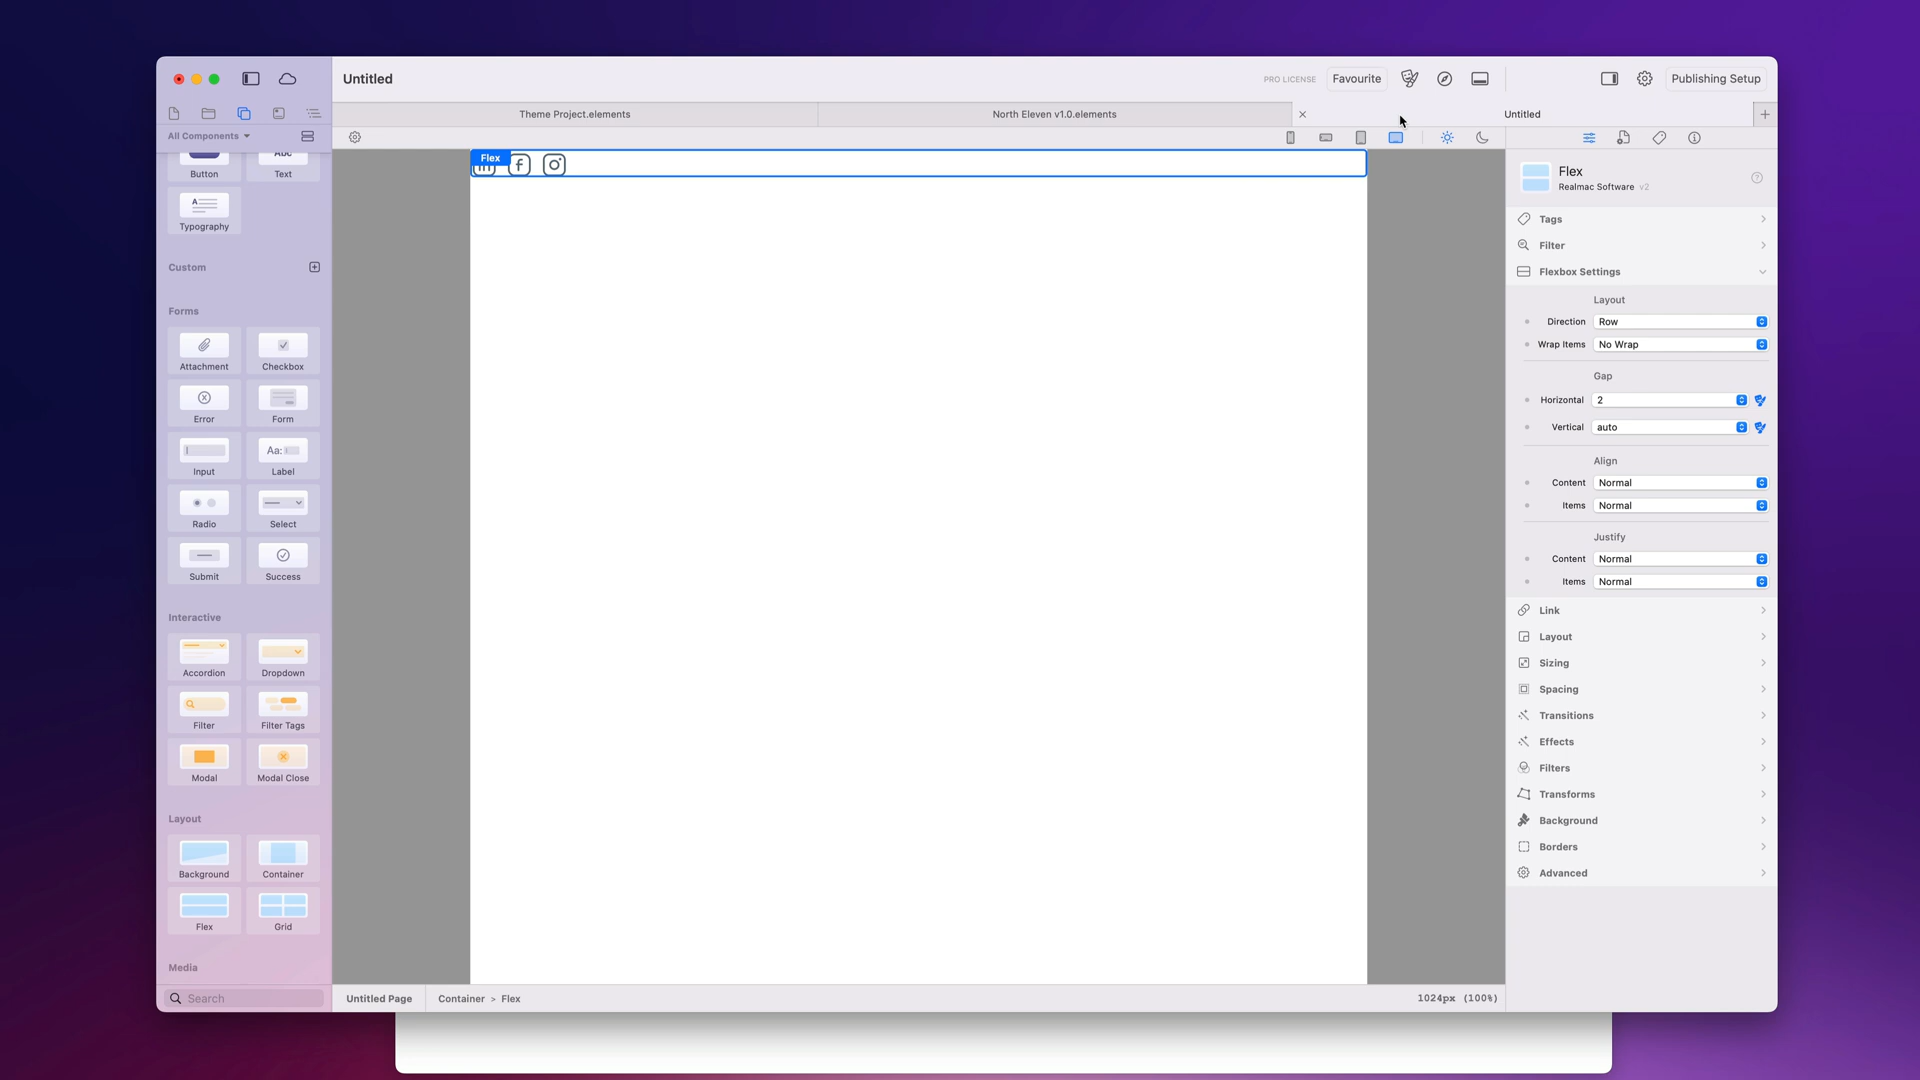 Untitled
PRO LICENSE
Favourite
Publishing Setup
Theme Project.elements
North Eleven v1.0.elements
Untitled
All Components
Button
Abc
Text
A
Typography
Custom
Forms
Attachment
Checkbox
Error
Form
Input
Aa:
Label
Radio
Select
Submit
Success
Interactive
Accordion
Dropdown
Filter
Filter Tags
Modal
Modal Close
Layout
Background
Container
Flex
Grid
Media
Search
Flex
in
f
Untitled Page
Container > Flex
1024px (100%)
Flex
Realmac Software v2
Tags
Filter
Flexbox Settings
Layout
Direction Row
Wrap Items No Wrap
Gap
Horizontal 2
Vertical auto
Align
Content Normal
Items Normal
Justify
Content Normal
Items Normal
Link
Layout
Sizing
Spacing
Transitions
Effects
Filters
Transforms
Background
Borders
Advanced